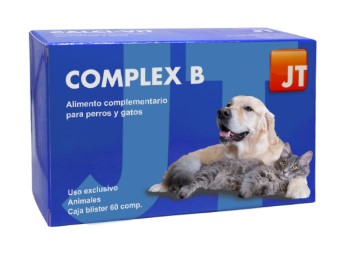 COMPLEX B
JT
Alimento complementario
para perros y gatos
Uso exclusivo
Animales
Caja blister 60 comp.